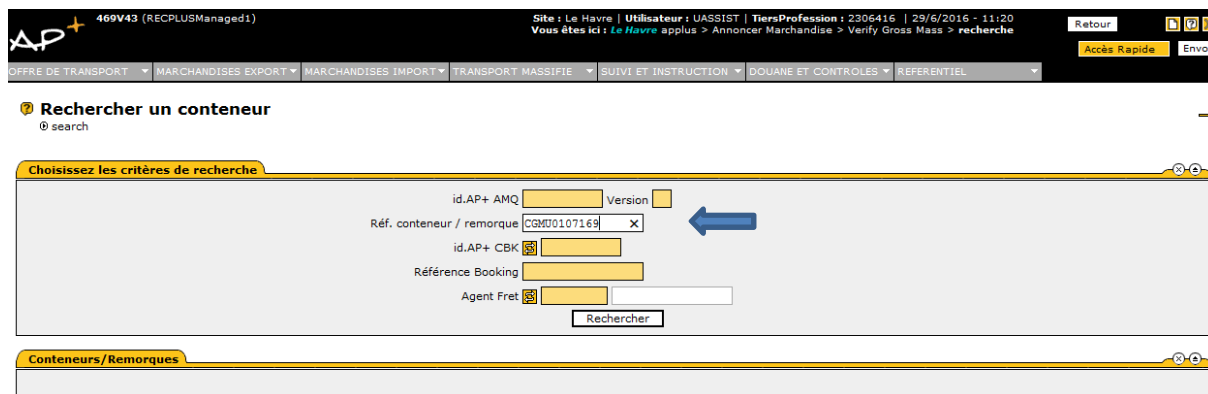 AP+
469V43 (RECPLUSManaged1)
Site : Le Havre | Utilisateur : UASSIST | TiersProfession : 2306416 | 29/6/2016 - 11:20
Vous êtes ici : Le Havre applus > Annoncer Marchandise > Verify Gross Mass > recherche
Retour
Accès Rapide Envo
OFFRE DE TRANSPORT MARCHANDISES EXPORT MARCHANDISES IMPORT TRANSPORT MASSIFIE SUIVI ET INSTRUCTION DOUANE ET CONTROLES REFERENTIEL
Rechercher un conteneur
search
Choisissez les critères de recherche
id.AP+ AMQ Version
Réf. conteneur / remorque CGMU0107169
id.AP+ CBK
Référence Booking
Agent Fret
Rechercher
Conteneurs/Remorques